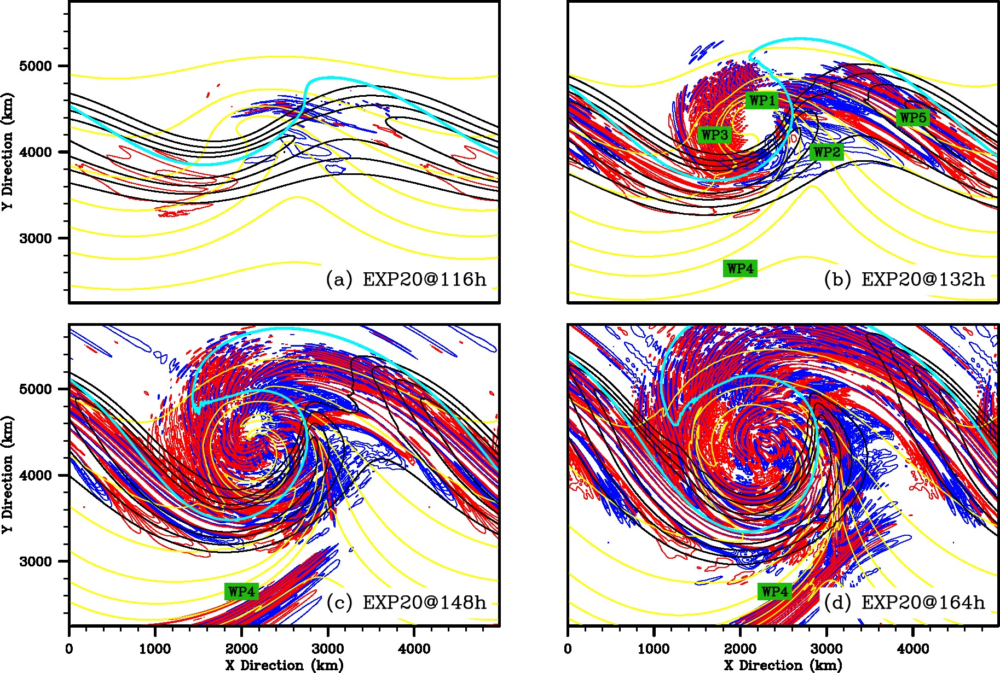 5000
4000
3000
Y Direction (km)
(a) EXP20@116h
WP1
WP3
WP5
WP2
WP4
(b) EXP20@132h
5000
4000
3000
Y Direction (km)
WP4
(c) EXP20@148h
WP4
(d) EXP20@164h
0 1000 2000 3000 4000
X Direction (km)
0 1000 2000 3000 4000
X Direction (km)